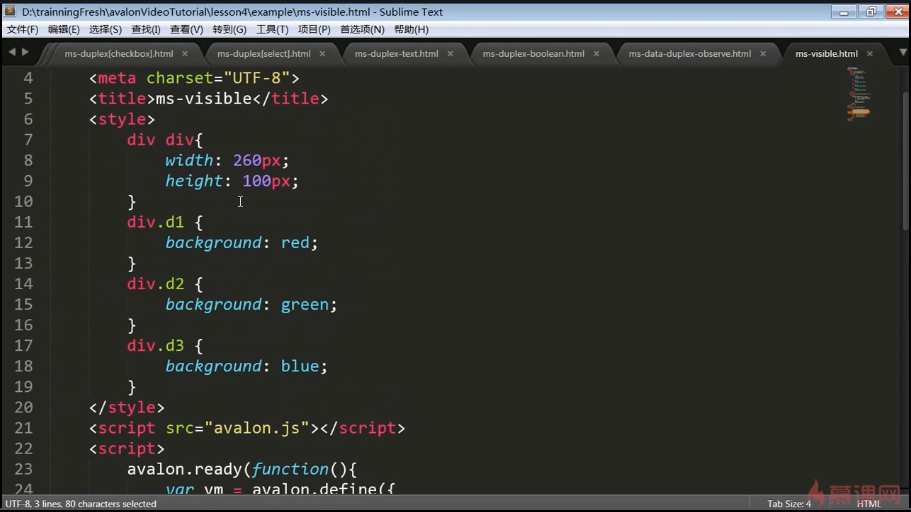 D:\trainningFresh\avalonVideoTutorial\lesson4\example\ms-visible.html - Sublime Text
文件(F) 编辑(E) 选择(S) 查找(I) 查看(V) 转到(G) 工具(T) 项目(P) 首选项(N) 帮助(H)
ms-duplex[checkbox].html × ms-duplex[select].html × ms-duplex-text.html × ms-duplex-boolean.html × ms-data-duplex-observe.html × ms-visible.html ×
4 <meta charset="UTF-8">
5 <title>ms-visible</title>
6 <style>
7 div div{
8 width: 260px;
9 height: 100px;
10 }
11 div.d1 {
12 background: red;
13 }
14 div.d2 {
15 background: green;
16 }
17 div.d3 {
18 background: blue;
19 }
20 </style>
21 <script src="avalon.js"></script>
22 <script>
23 avalon.ready(function(){
24 var vm = avalon.define({
UTF-8, 3 lines, 80 characters selected Tab Size: 4 HTML
慕课网